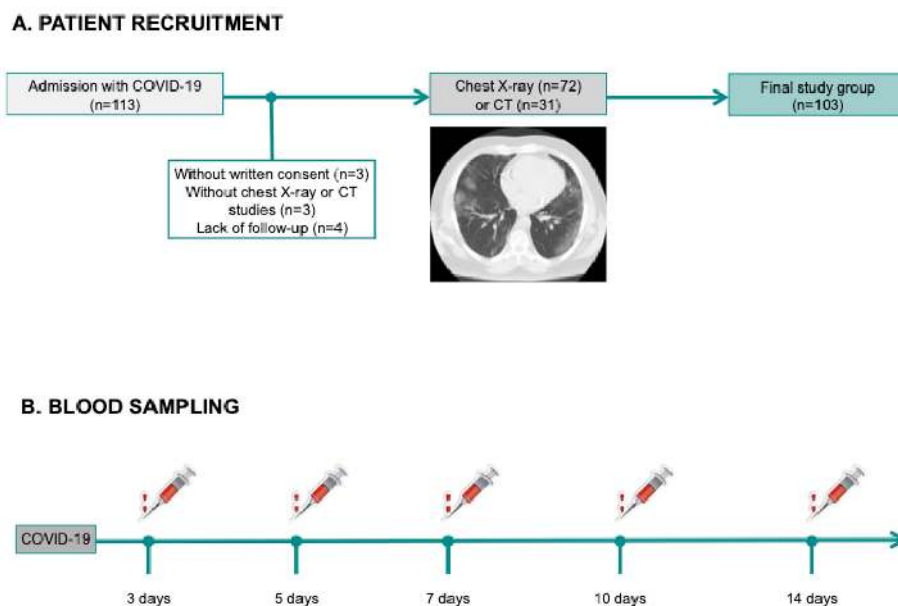 A. PATIENT RECRUITMENT
Admission with COVID-19
(n=113)
Chest X-ray (n=72)
or CT (n=31)
Final study group
(n=103)
Without written consent (n=3)
Without chest X-ray or CT
studies (n=3)
Lack of follow-up (n=4)
B. BLOOD SAMPLING
COVID-19
3 days
5 days
7 days
10 days
14 days